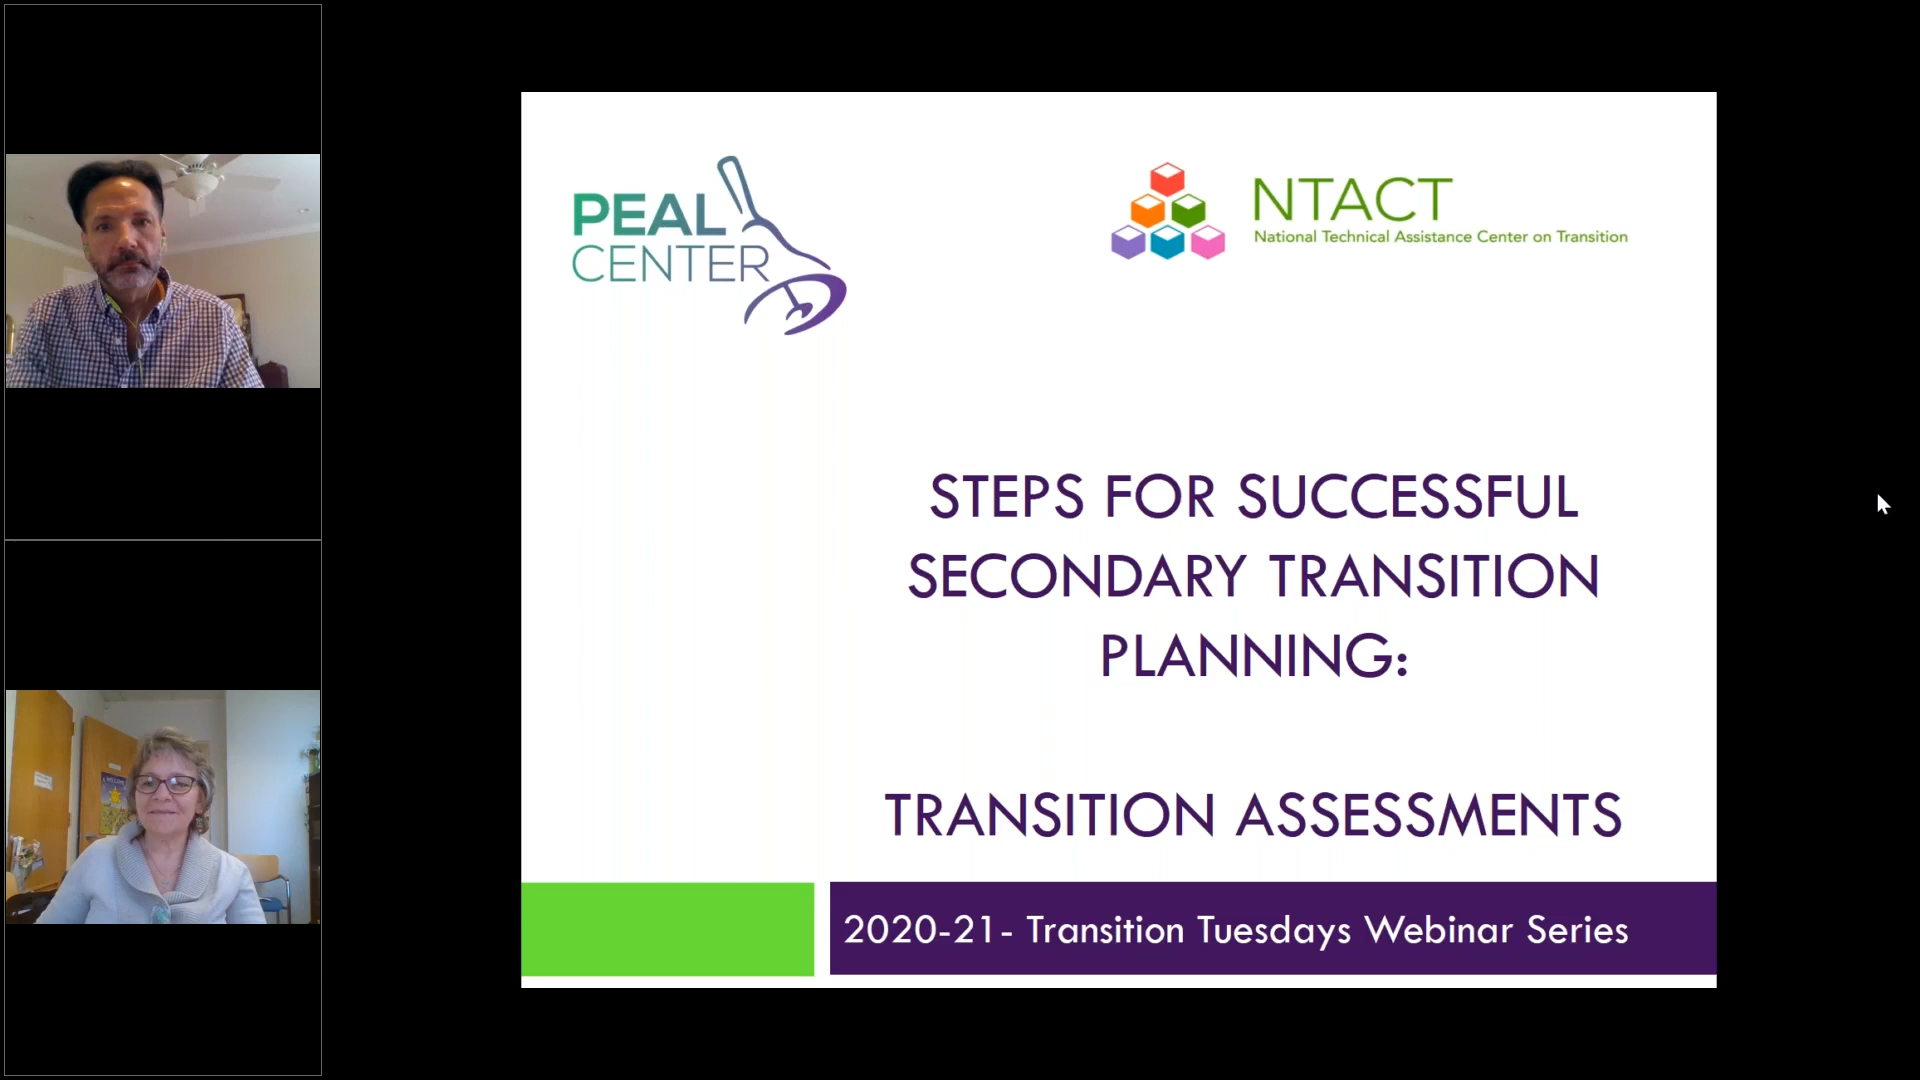 PEAL
CENTER
NTACT
National Technical Assistance Center on Transition
STEPS FOR SUCCESSFUL
SECONDARY TRANSITION
PLANNING:
TRANSITION ASSESSMENTS
2020-21- Transition Tuesdays Webinar Series